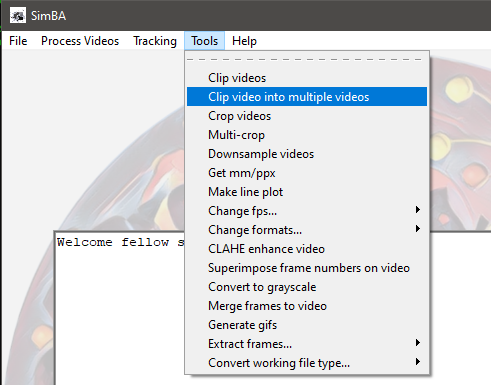 SimBA
File Process Videos Tracking Tools Help
Clip videos
Clip video into multiple videos
Crop videos
Multi-crop
Downsample videos
Get mm/ppx
Make line plot
Change fps...
Change formats...
CLAHE enhance video
Superimpose frame numbers on video
Convert to grayscale
Merge frames to video
Generate gifs
Extract frames...
Convert working file type...
Welcome fellow s